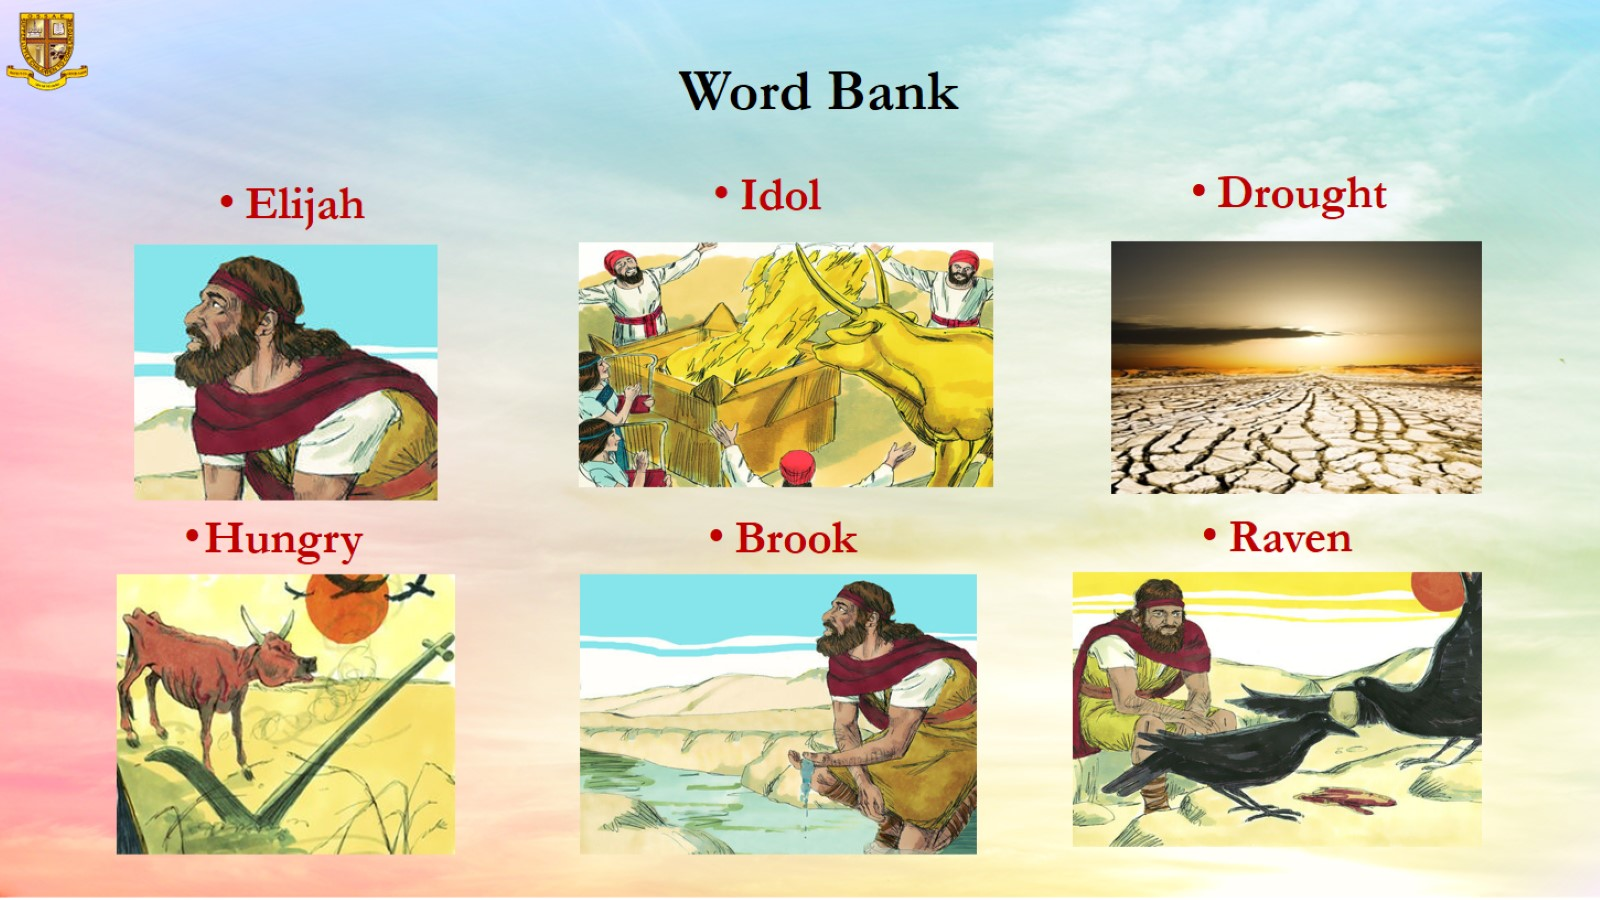 Word Bank
• Elijah
• Idol
• Drought
• Hungry
• Brook
• Raven